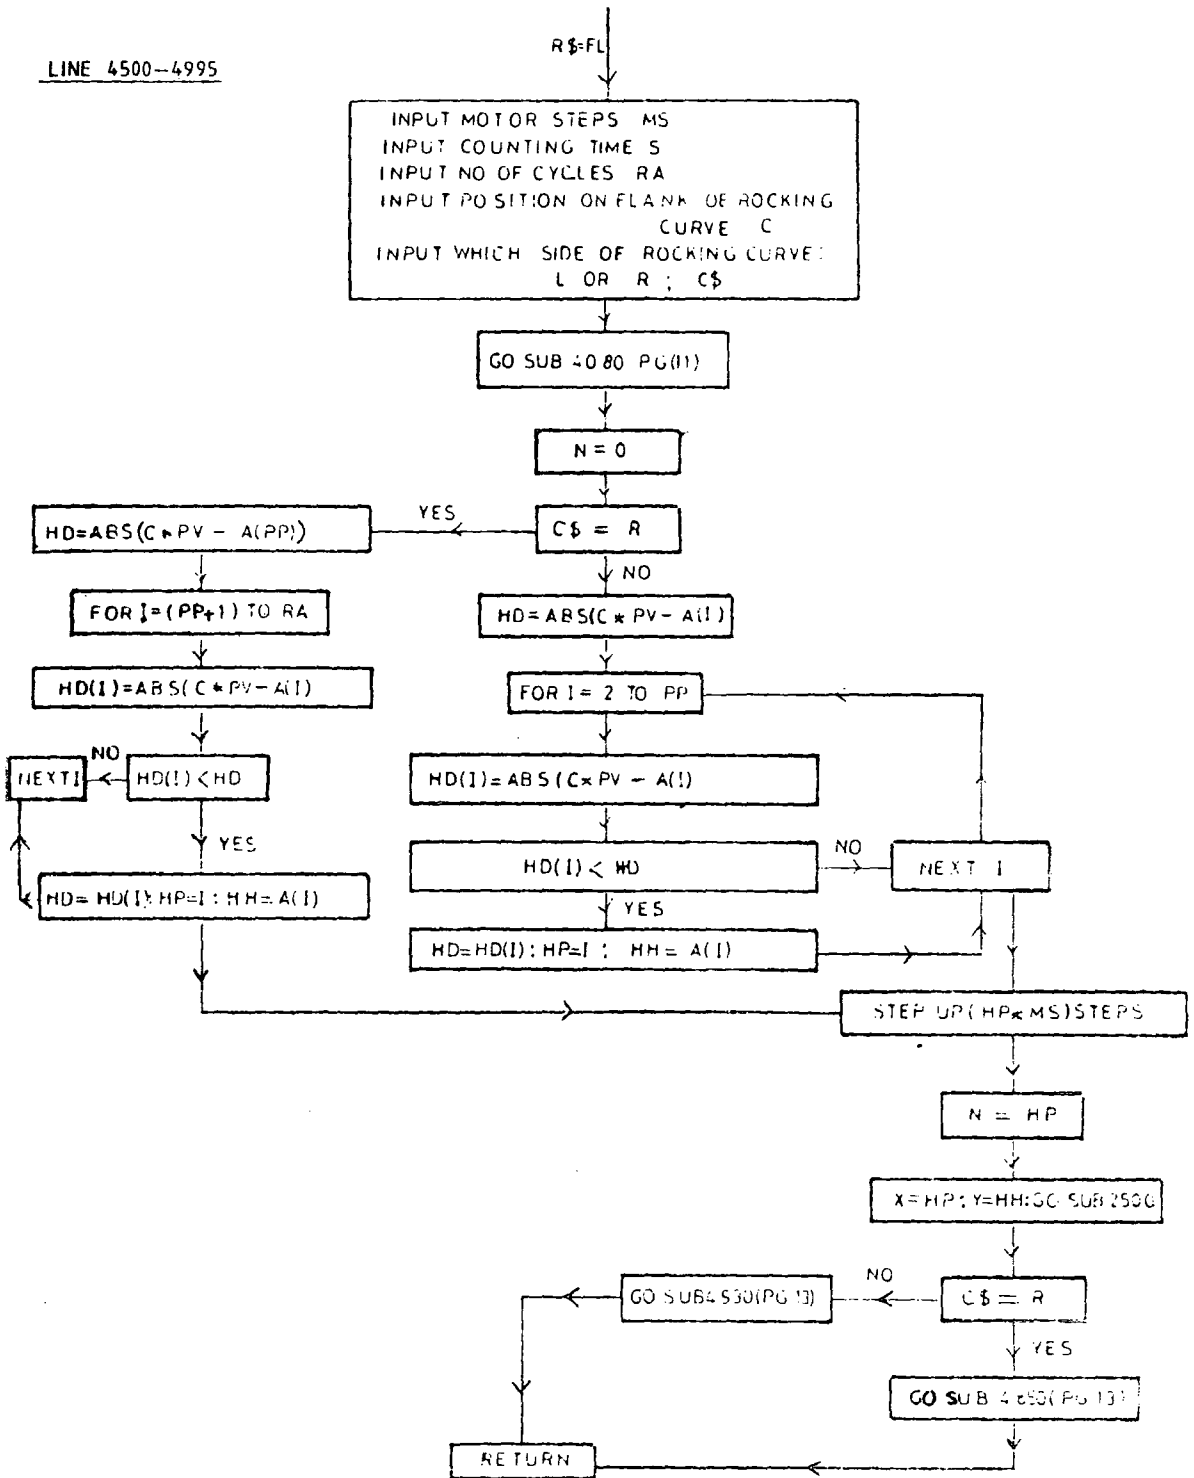 LINE 4500-4995
R$=FL
INPUT MOTOR STEPS MS
INPUT COUNTING TIME S
INPUT NO OF CYCLES RA
INPUT POSITION ON FLANK OF ROCKING
CURVE C
INPUT WHICH SIDE OF ROCKING CURVE:
L OR R ; C$
GO SUB 4080 PG(11)
N = 0
C$ = R
YES
HD=ABS(C*PV - A(PP))
NO
FOR I=(PP+1) TO RA
HD=ABS(C * PV - A(I)
HD(I)=ABS(C*PV-A(I)
FOR I= 2 TO PP
NO
NEXT I
HD(I)<HD
HD(I)=ABS(C*PV - A(I)
YES
HD(I) < HD
NO
NEXT I
HD= HD(I): HP=I : HH= A(I)
YES
HD=HD(I) : HP=I : HH = A(I)
STEP UP(HP*MS)STEPS
N = HP
X=HP:Y=HH:GO SUB 2500
C$ = R
NO
GO SUB (PG 13)
YES
GO SUB (PG 13)
RETURN